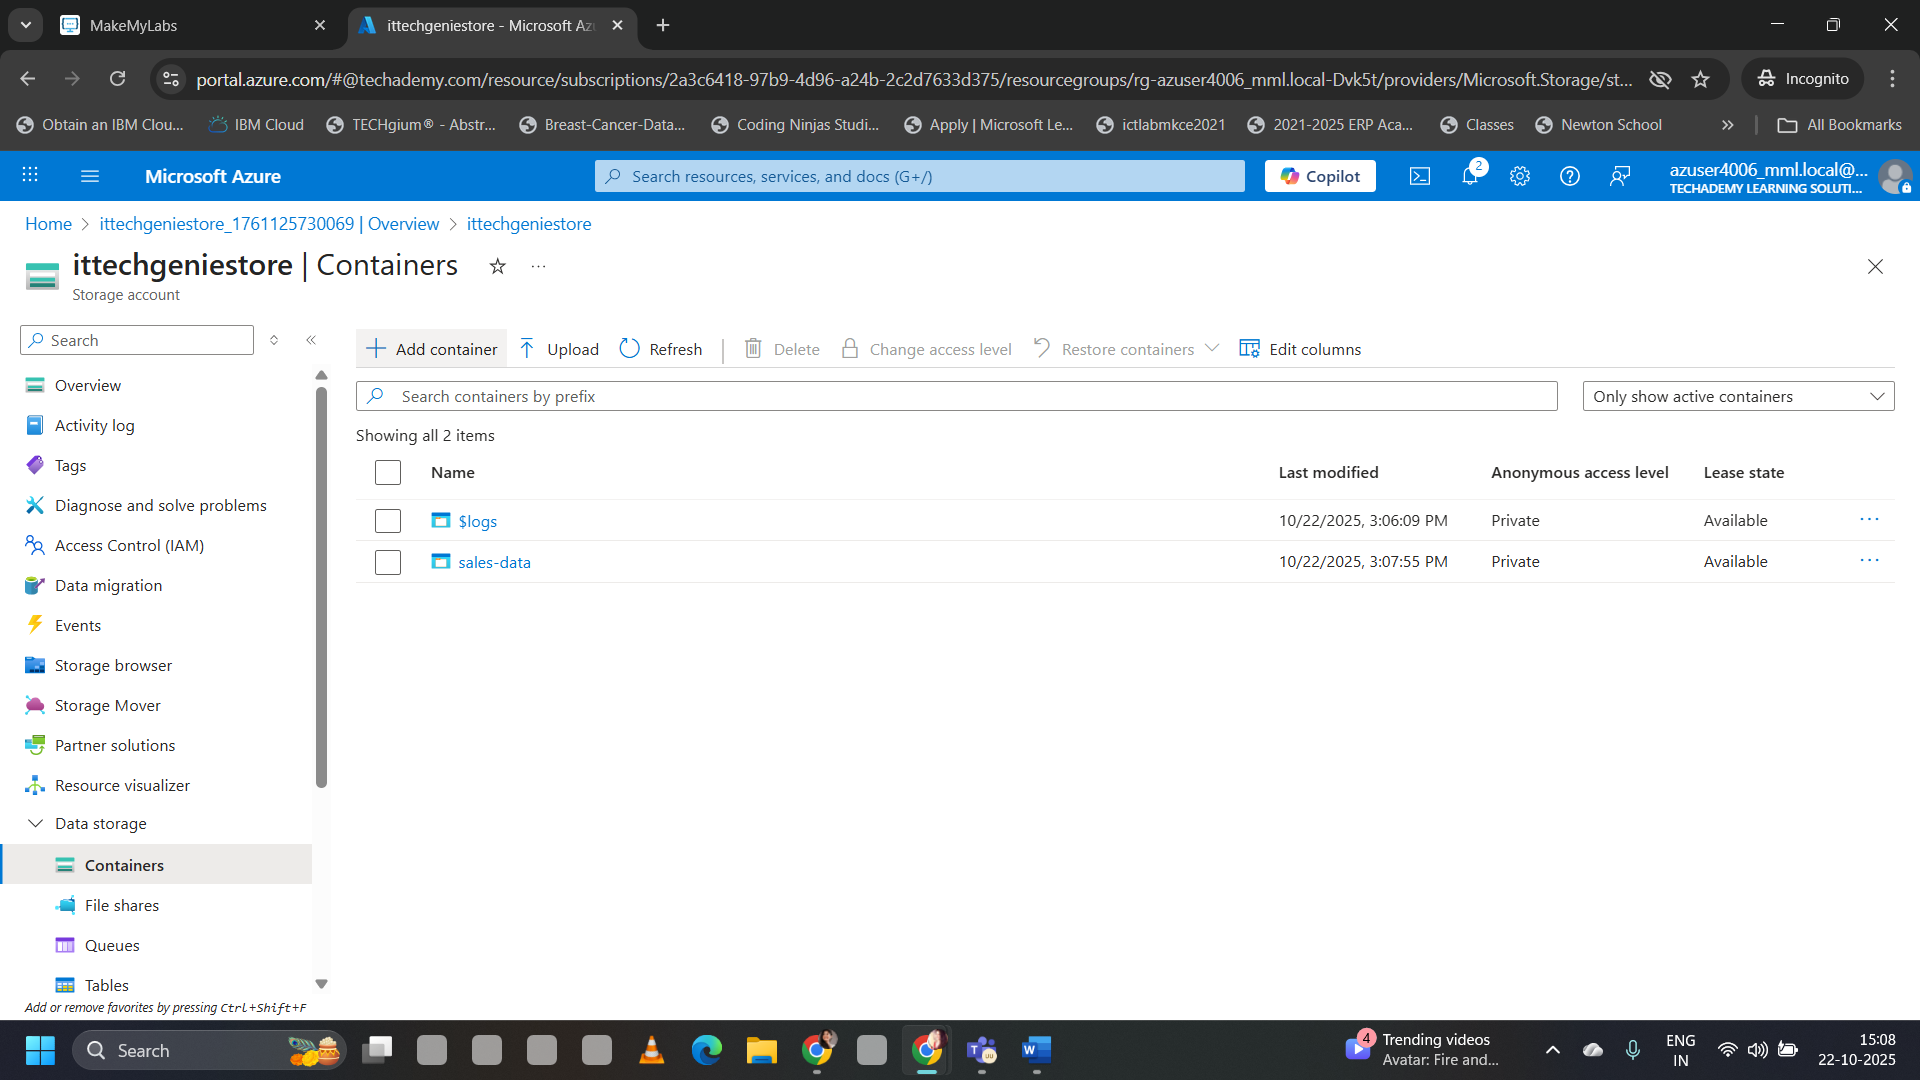 MakeMyLabs
ittechgeniestore - Microsoft Az
portal.azure.com/#@techademy.com/resource/subscriptions/2a3c6418-97b9-4d96-a24b-2c2d7633d375/resourcegroups/rg-azuser4006_mml.local-Dvk5t/providers/Microsoft.Storage/st...
Incognito
Obtain an IBM Clou...
IBM Cloud
TECHgium® - Abstr...
Breast-Cancer-Data...
Coding Ninjas Studi...
Apply | Microsoft Le...
ictlabmkce2021
2021-2025 ERP Aca...
Classes
Newton School
All Bookmarks
Microsoft Azure
Search resources, services, and docs (G+/)
Copilot
2
azuser4006_mml.local@...
TECHADEMY LEARNING SOLUTI...
Home > ittechgeniestore_1761125730069 | Overview > ittechgeniestore
ittechgeniestore | Containers
Storage account
Search
Overview
Activity log
Tags
Diagnose and solve problems
Access Control (IAM)
Data migration
Events
Storage browser
Storage Mover
Partner solutions
Resource visualizer
Data storage
Containers
File shares
Queues
Tables
Add or remove favorites by pressing Ctrl+Shift+F
Add container
Upload
Refresh
Delete
Change access level
Restore containers
Edit columns
Search containers by prefix
Only show active containers
Showing all 2 items
Name Last modified Anonymous access level Lease state
$logs 10/22/2025, 3:06:09 PM Private Available
sales-data 10/22/2025, 3:07:55 PM Private Available
Search
4
Trending videos
Avatar: Fire and...
ENG
IN
15:08
22-10-2025